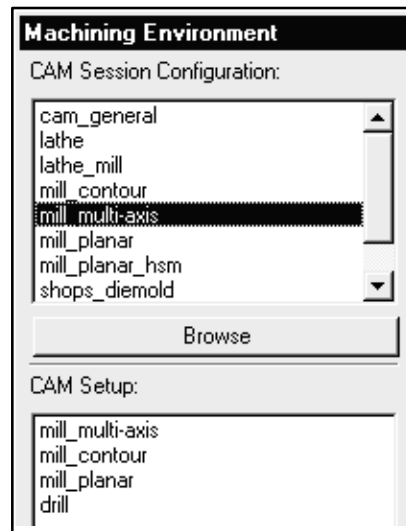 Machining Environment
CAM Session Configuration:
cam_general
lathe
lathe_mill
mill_contour
mill_multi-axis
mill_planar
mill_planar_hsm
shops_diemold
Browse
CAM Setup:
mill_multi-axis
mill_contour
mill_planar
drill